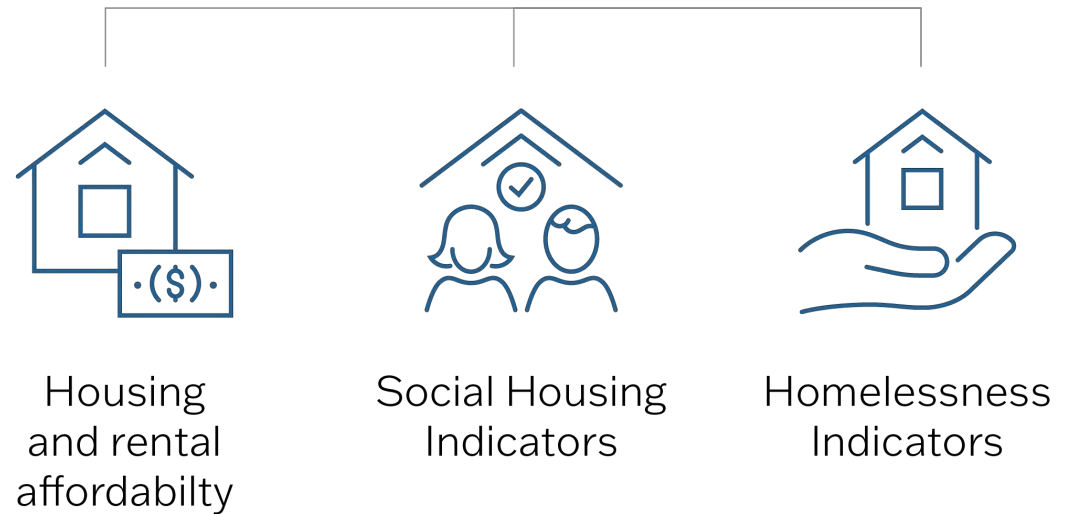 ($)
Housing
and rental
affordabilty
Social Housing
Indicators
Homelessness
Indicators